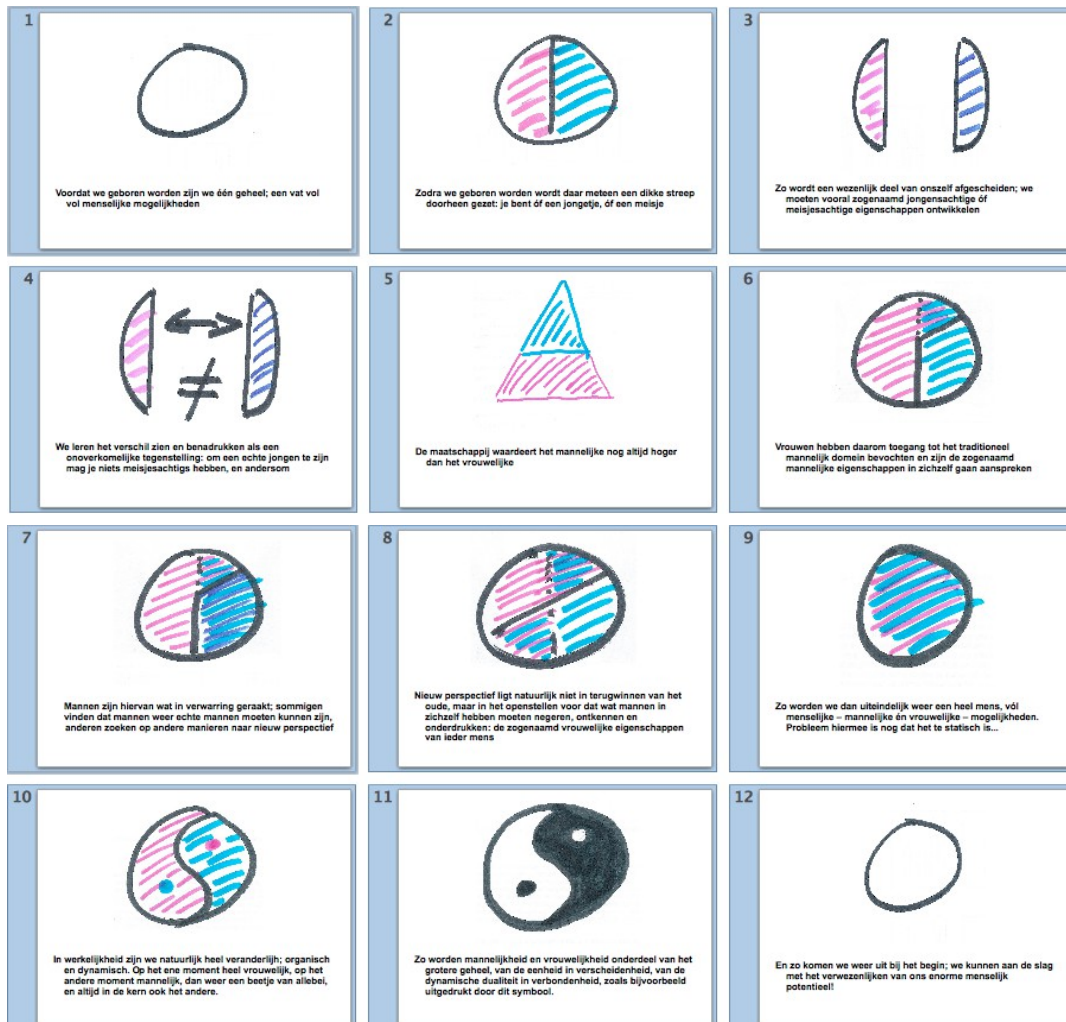 1
Voordat we geboren worden zijn we één geheel; een vat vol
vol menselijke mogelijkheden
2
Zodra we geboren worden wordt daar meteen een dikke streep
doorheen gezet: je bent óf een jongetje, óf een meisje
3
Zo wordt een wezenlijk deel van onszelf afgescheiden; we
moeten vooral zogenaamd jongensachtige óf
meisjesachtige eigenschappen ontwikkelen
4
≠
We leren het verschil zien en benadrukken als een
onoverkomelijke tegenstelling: om een echte jongen te zijn
mag je niets meisjesachtigs hebben, en andersom
5
De maatschappij waardeert het mannelijke nog altijd hoger
dan het vrouwelijke
6
Vrouwen hebben daarom toegang tot het traditioneel
mannelijk domein bevochten en zijn de zogenaamd
mannelijke eigenschappen in zichzelf gaan aanspreken
7
Mannen zijn hiervan wat in verwarring geraakt; sommigen
vinden dat mannen weer echte mannen moeten kunnen zijn,
anderen zoeken op andere manieren naar nieuw perspectief
8
Nieuw perspectief ligt natuurlijk niet in terugwinnen van het
oude, maar in het openstellen voor dat wat mannen in
zichzelf hebben moeten negeren, ontkennen en
onderdrukken: de zogenaamd vrouwelijke eigenschappen
van ieder mens
9
Zo worden we dan uiteindelijk weer een heel mens, vól
menselijke – mannelijke én vrouwelijke – mogelijkheden.
Probleem hiermee is nog dat het te statisch is...
10
In werkelijkheid zijn we natuurlijk heel veranderlijh; organisch
en dynamisch. Op het ene moment heel vrouwelijk, op het
andere moment mannelijk, dan weer een beetje van allebei,
en altijd in de kern ook het andere.
11
Zo worden mannelijkheid en vrouwelijkheid onderdeel van het
grotere geheel, van de eenheid in verscheidenheid, van de
dynamische dualiteit in verbondenheid, zoals bijvoorbeeld
uitgedrukt door dit symbool.
12
En zo komen we weer uit bij het begin; we kunnen aan de slag
met het verwezenlijken van ons enorme menselijk
potentieel!